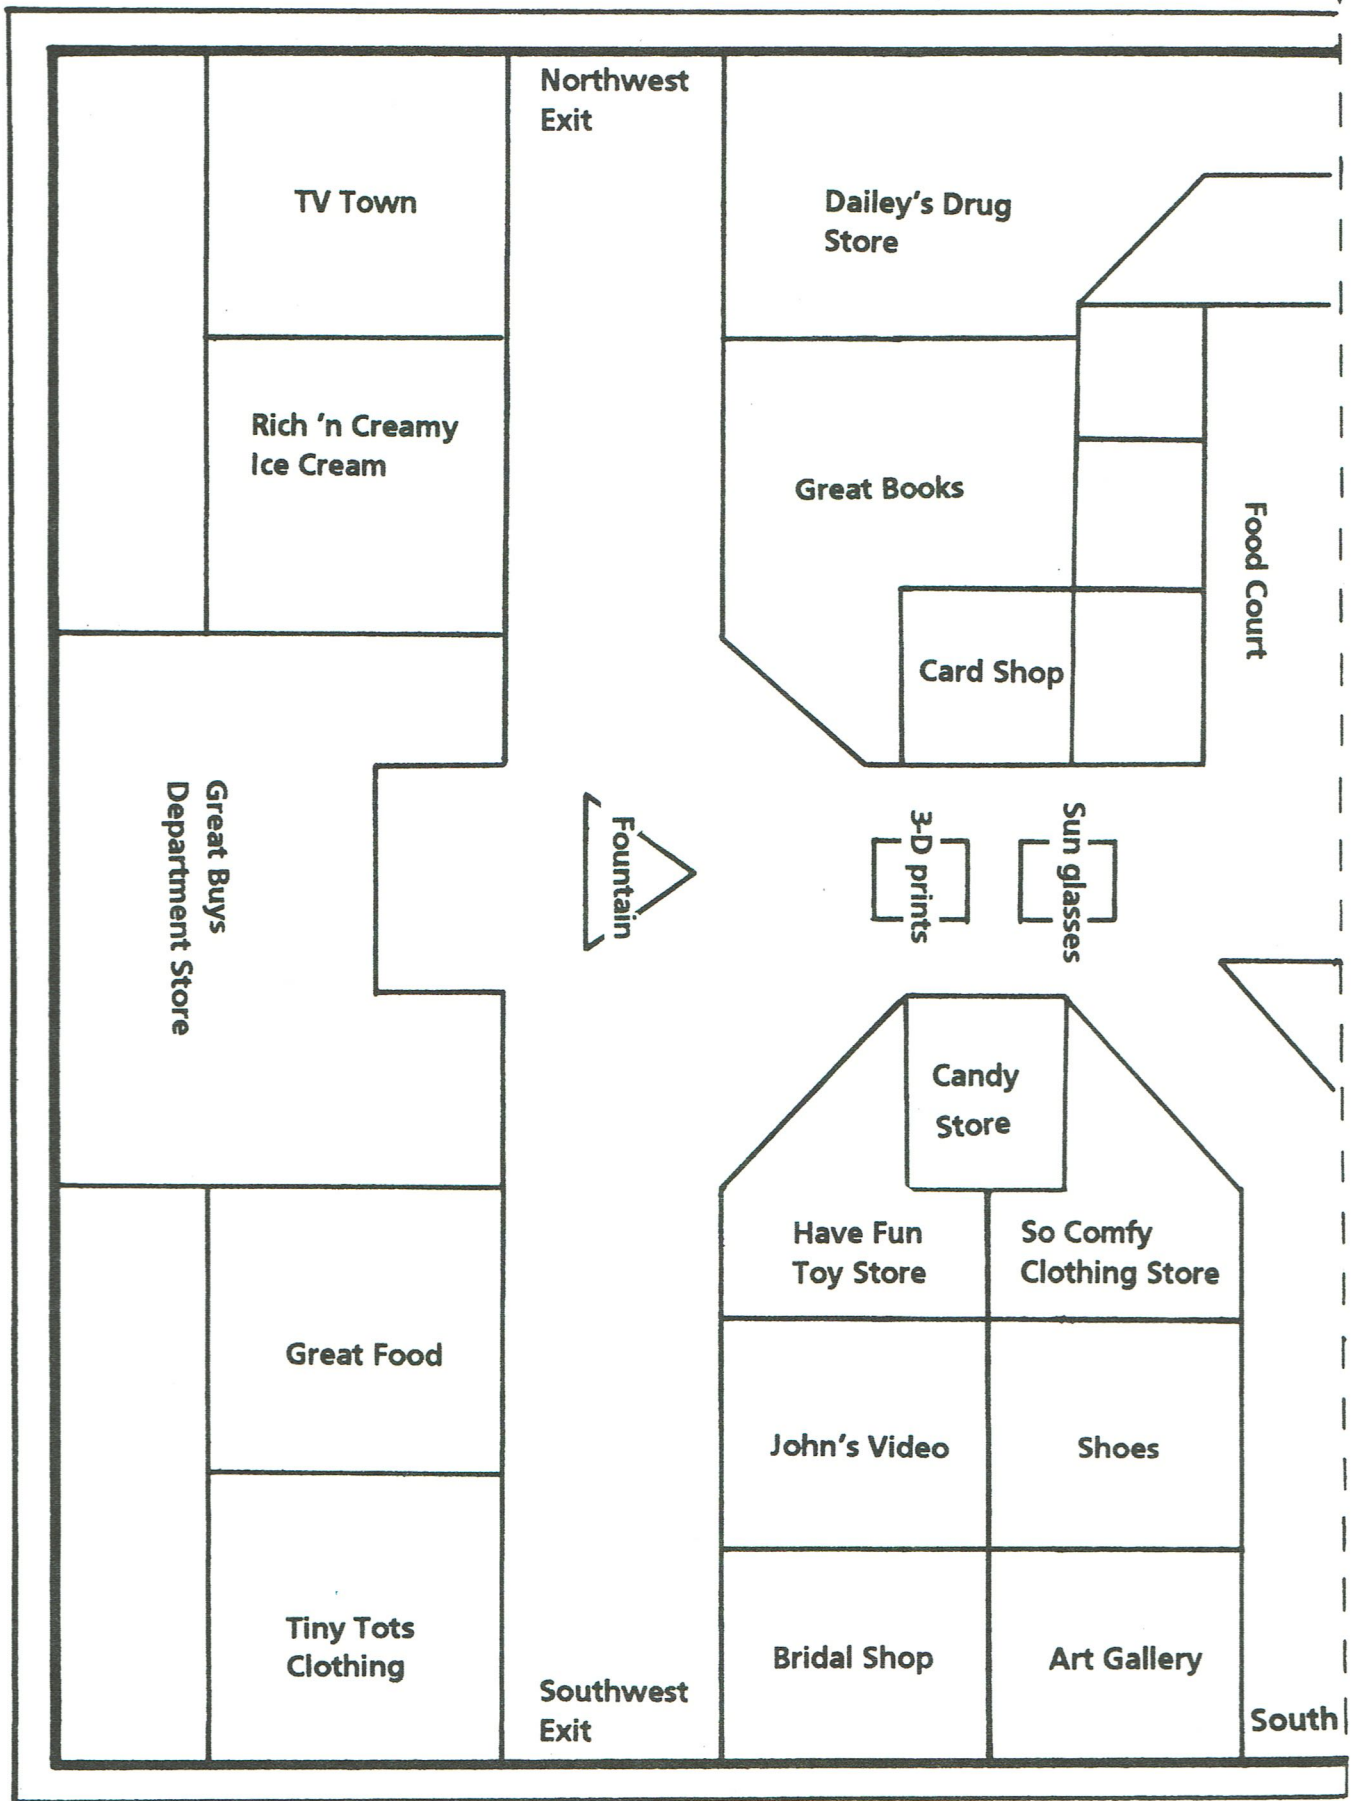 Northwest
Exit
TV Town
Dailey's Drug
Store
Rich 'n Creamy
Ice Cream
Great Books
Food Court
Card Shop
Great Buys
Department Store
Fountain
3-D prints
Sun glasses
Candy
Store
Have Fun
Toy Store
So Comfy
Clothing Store
Great Food
John's Video
Shoes
Tiny Tots
Clothing
Bridal Shop
Art Gallery
Southwest
Exit
South